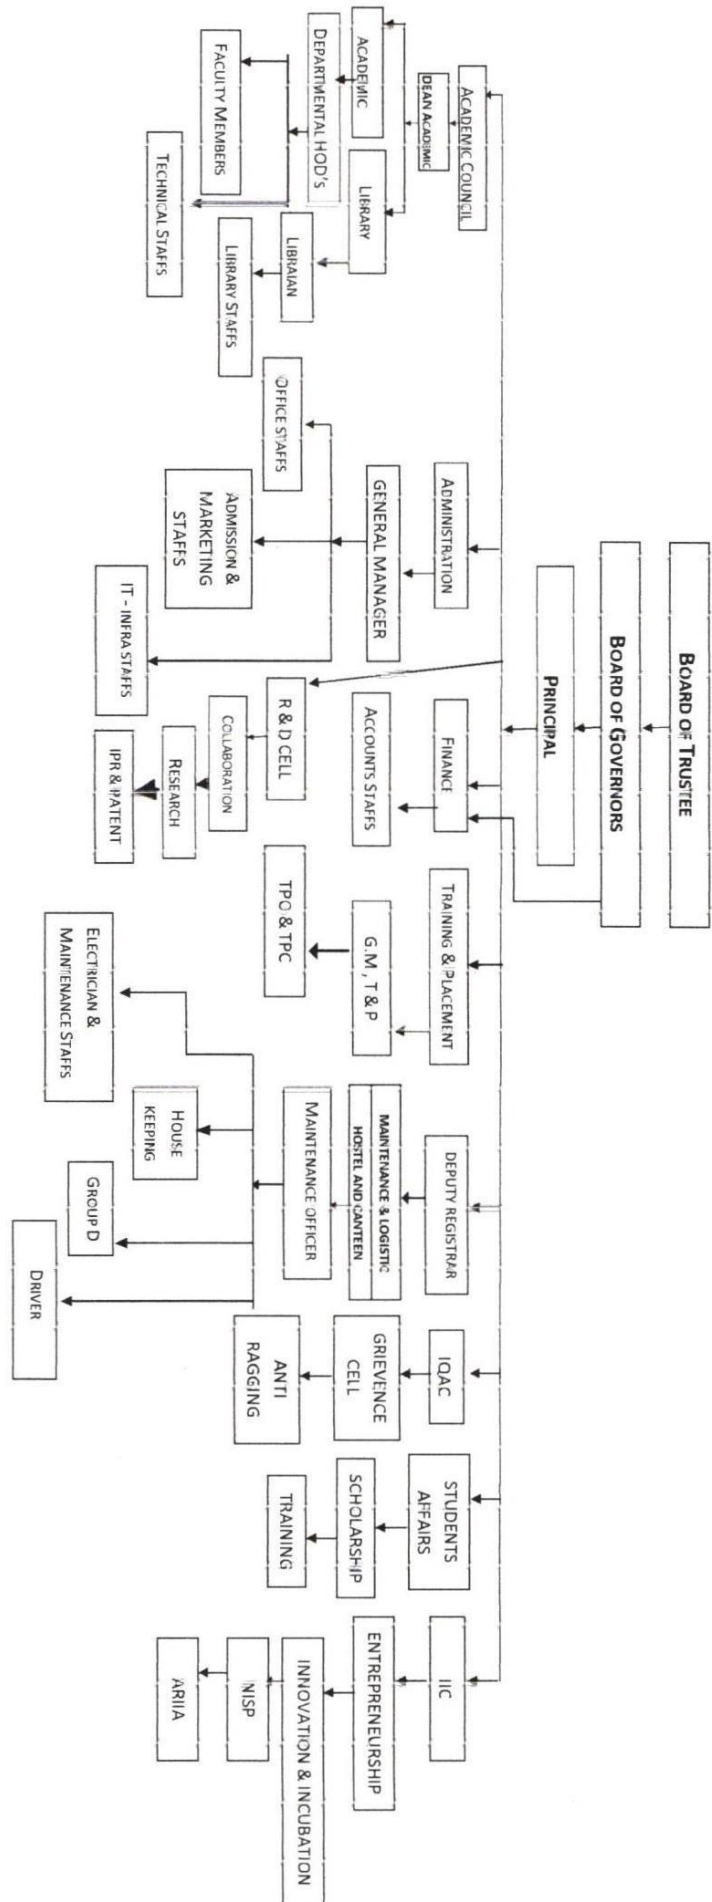 BOARD OF TRUSTEE
BOARD OF GOVERNORS
PRINCIPAL
ACADEMIC COUNCIL
DEAN ACADEMIC
ACADEMIC
LIBRARY
DEPARTMENTAL HOD'S
LIBRAIAN
FACULTY MEMBERS
LIBRARY STAFFS
TECHNICAL STAFFS
ADMINISTRATION
GENERAL MANAGER
OFFICE STAFFS
ADMISSION &
MARKETING
STAFFS
IT - INFRA STAFFS
FINANCE
ACCOUNTS STAFFS
R & D CELL
COLLABORATION
RESEARCH
IPR & PATENT
TRAINING & PLACEMENT
G.M , T & P
TPO & TPC
DEPUTY REGISTRAR
MAINTENANCE & LOGISTIC
HOSTEL AND CANTEEN
MAINTENANCE OFFICER
ELECTRICIAN &
MAINTENANCE STAFFS
HOUSE
KEEPING
GROUP D
DRIVER
IQAC
GRIEVENCE
CELL
ANTI
RAGGING
STUDENTS
AFFAIRS
SCHOLARSHIP
TRAINING
IIC
ENTREPRENEURSHIP
INNOVATION & INCUBATION
NISP
ARIIA